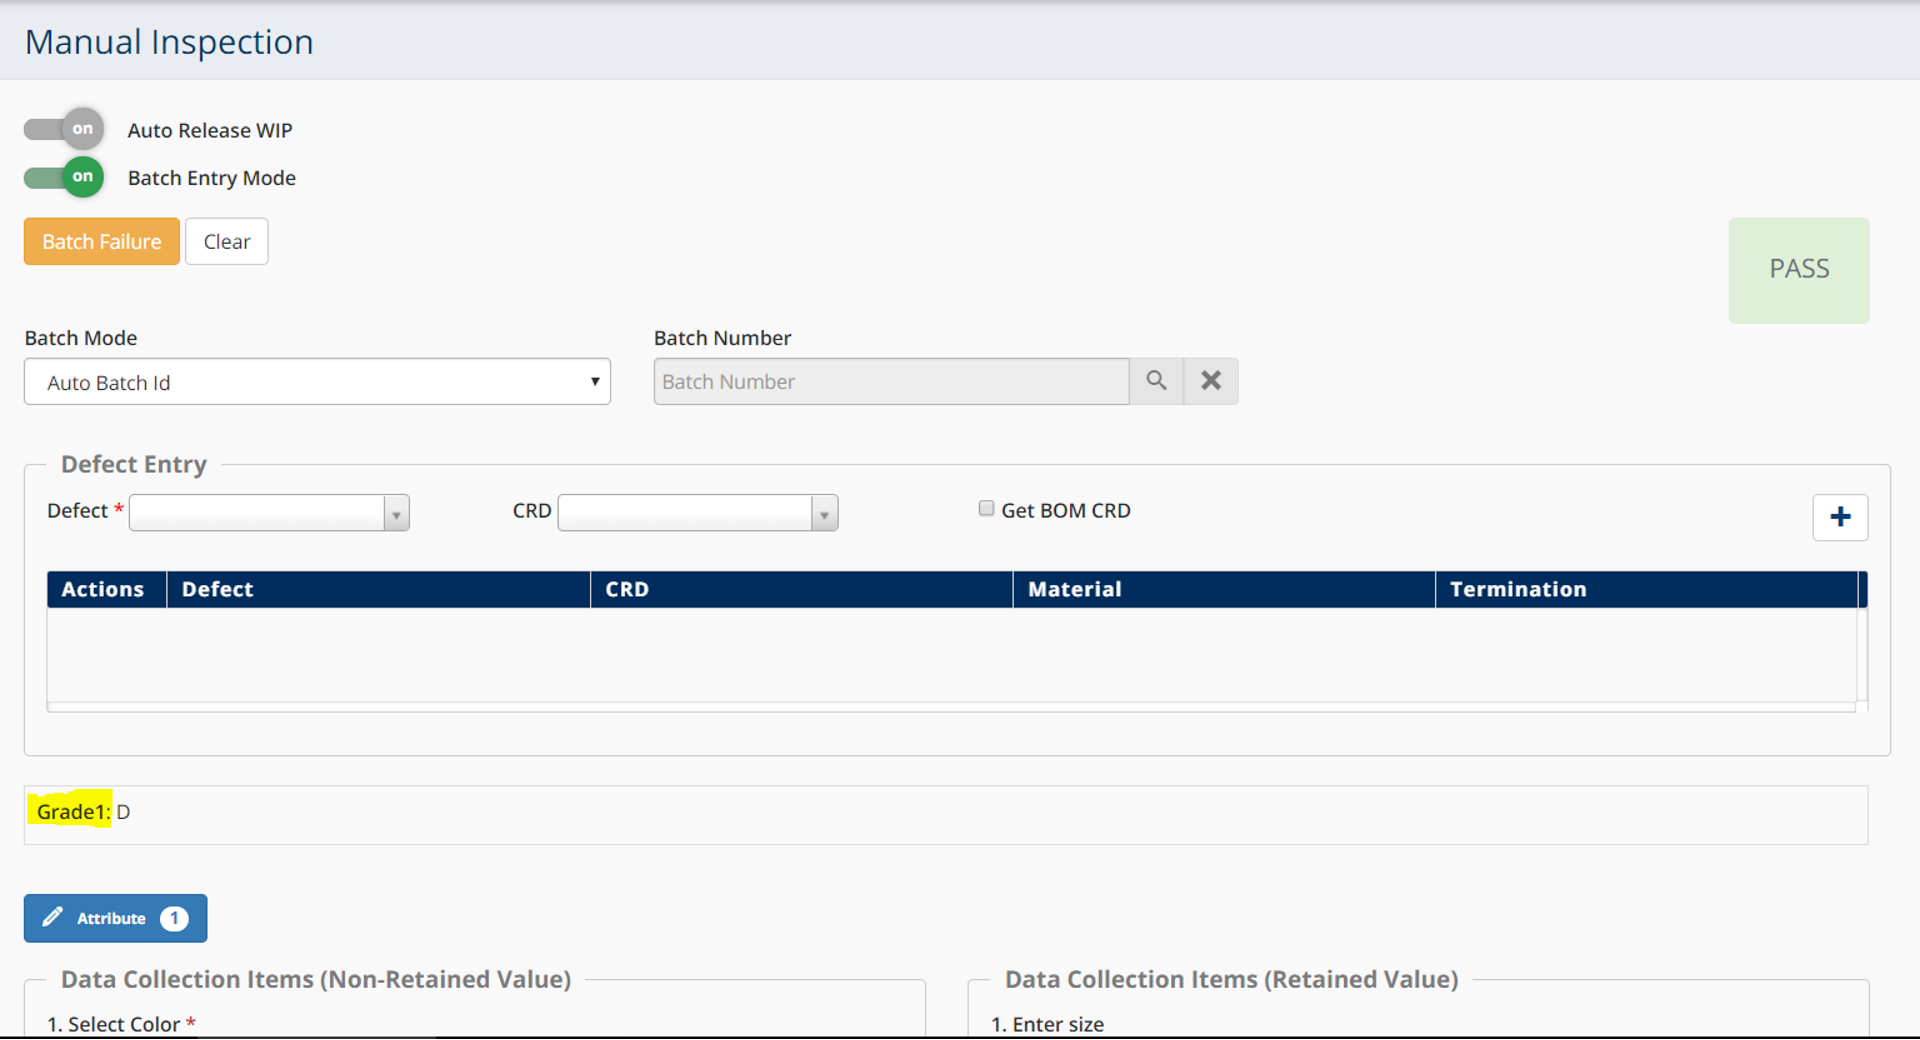 Manual Inspection
on Auto Release WIP
on Batch Entry Mode
Batch Failure Clear
PASS
Batch Mode Batch Number
Auto Batch Id Batch Number
Defect Entry
Defect * CRD Get BOM CRD
Actions Defect CRD Material Termination
Grade1: D
Attribute 1
Data Collection Items (Non-Retained Value) Data Collection Items (Retained Value)
1. Select Color * 1. Enter size